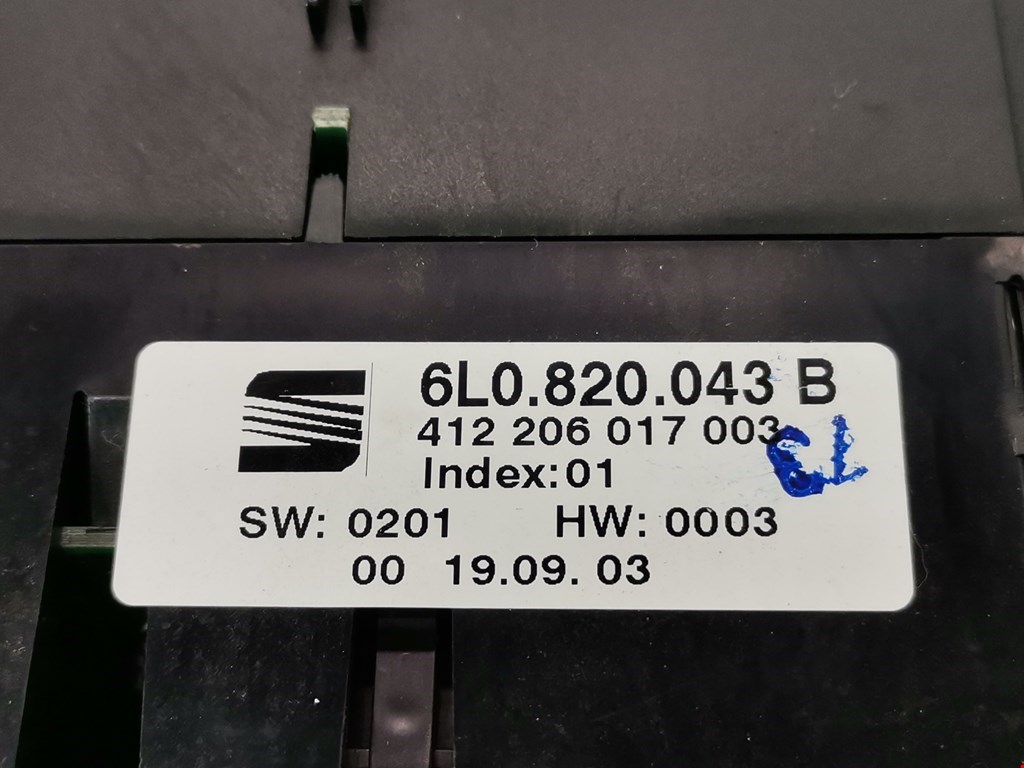 6L0.820.043 B
412 206 017 003
Index:01
SW: 0201 HW: 0003
00 19.09. 03